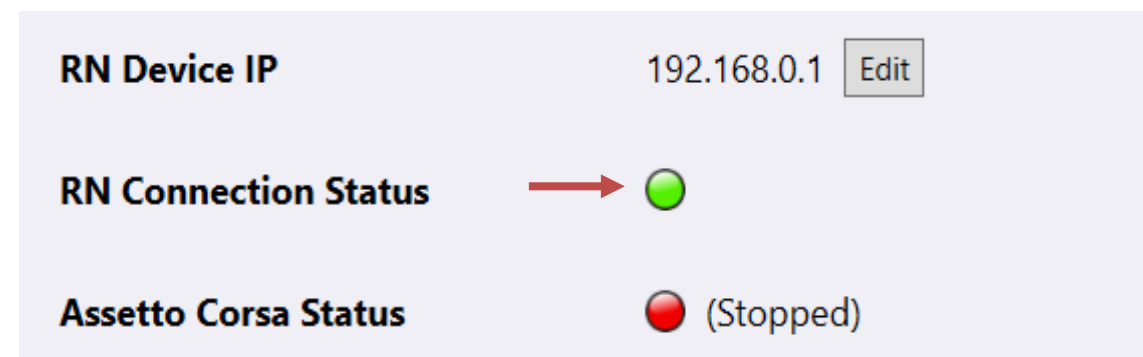 RN Device IP 192.168.0.1 Edit
RN Connection Status
Assetto Corsa Status (Stopped)